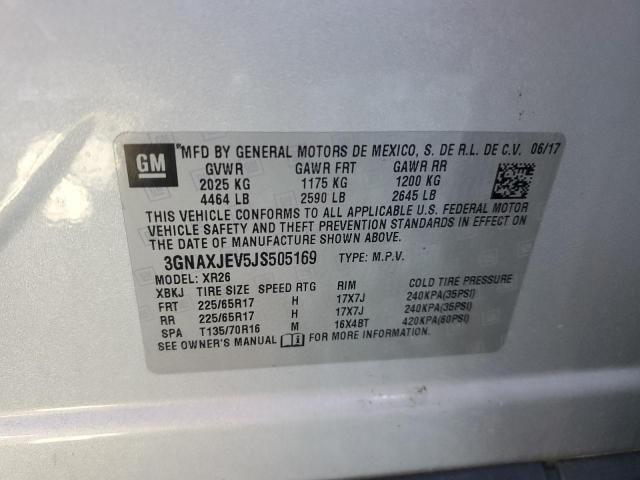 GM *MFD BY GENERAL MOTORS DE MEXICO, S. DE R.L. DE C.V. 06/17
GVWR GAWR FRT GAWR RR
2025 KG 1175 KG 1200 KG
4464 LB 2590 LB 2645 LB
THIS VEHICLE CONFORMS TO ALL APPLICABLE U.S. FEDERAL MOTOR
VEHICLE SAFETY AND THEFT PREVENTION STANDARDS IN EFFECT ON
THE DATE OF MANUFACTURE SHOWN ABOVE.
3GNAXJEV5JS505169 TYPE: M.P.V.
MODEL: XR26
XBKJ TIRE SIZE SPEED RTG RIM COLD TIRE PRESSURE
FRT 225/65R17 H 17X7J 240KPA(35PSI)
RR 225/65R17 H 17X7J 240KPA(35PSI)
SPA T135/70R16 M 16X4BT 420KPA(60PSI)
SEE OWNER'S MANUAL FOR MORE INFORMATION.